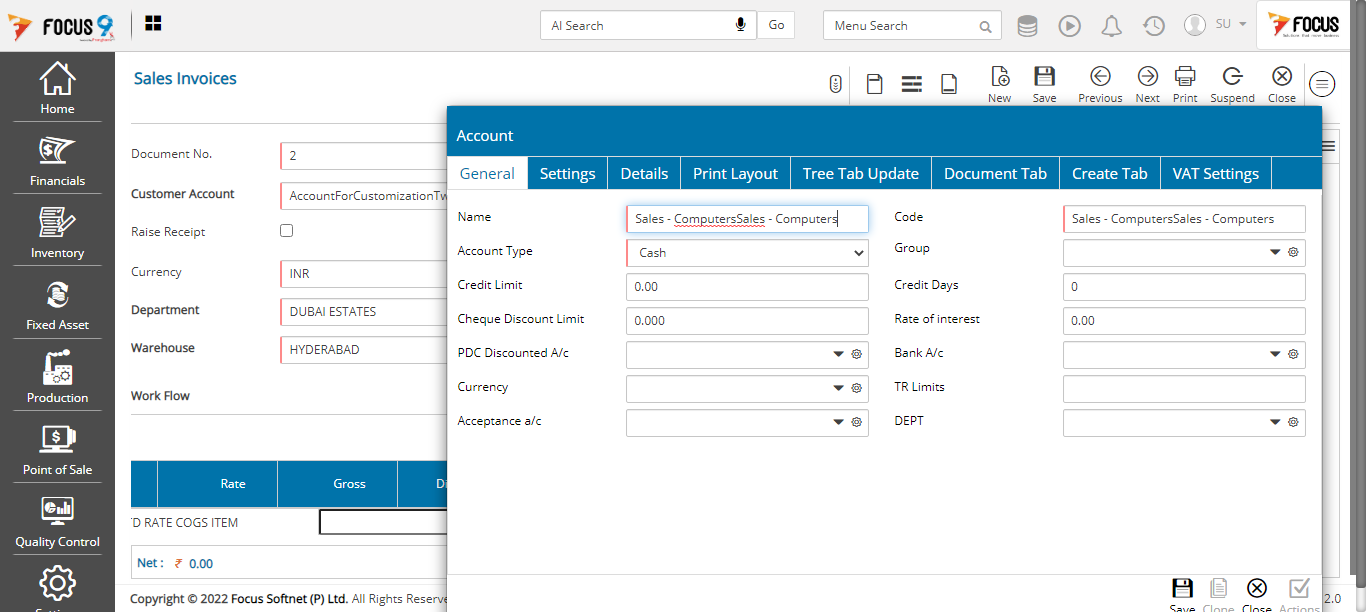 FOCUS 9
AI Search
Go
Menu Search
SU
FOCUS
Home
Financials
Inventory
Fixed Asset
Production
Point of Sale
Quality Control
Sales Invoices
New Save Previous Next Print Suspend Close
Document No. 2
Customer Account AccountForCustomizationTw
Raise Receipt
Currency INR
Department DUBAI ESTATES
Warehouse HYDERABAD
Work Flow
Rate Gross Di
'D RATE COGS ITEM
Net : ₹ 0.00
Copyright © 2022 Focus Softnet (P) Ltd. All Rights Reserve
2.0
Account
General Settings Details Print Layout Tree Tab Update Document Tab Create Tab VAT Settings
Name Sales - ComputersSales - Computers Code Sales - ComputersSales - Computers
Account Type Cash Group
Credit Limit 0.00 Credit Days 0
Cheque Discount Limit 0.000 Rate of interest 0.00
PDC Discounted A/c Bank A/c
Currency TR Limits
Acceptance a/c DEPT
Save Clone Close Actions